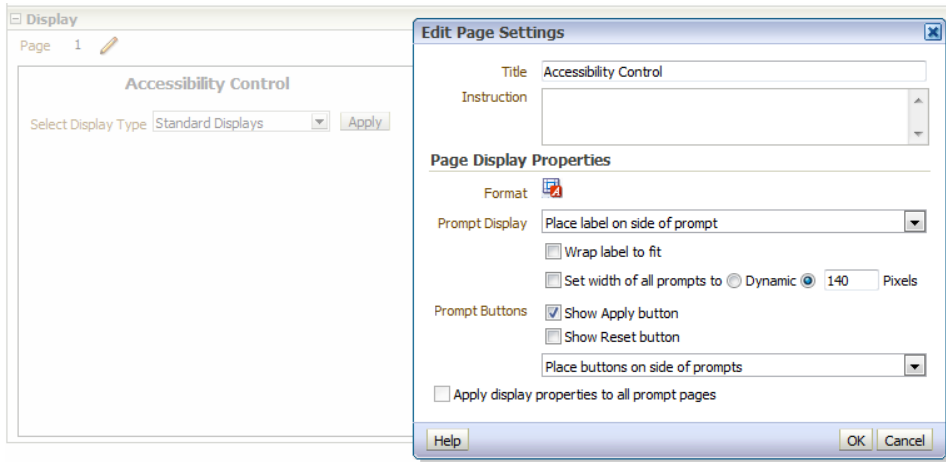 Display
Page 1
Accessibility Control
Select Display Type Standard Displays Apply
Edit Page Settings
Title Accessibility Control
Instruction
Page Display Properties
Format
Prompt Display Place label on side of prompt
Wrap label to fit
Set width of all prompts to Dynamic 140 Pixels
Prompt Buttons Show Apply button
Show Reset button
Place buttons on side of prompts
Apply display properties to all prompt pages
Help OK Cancel